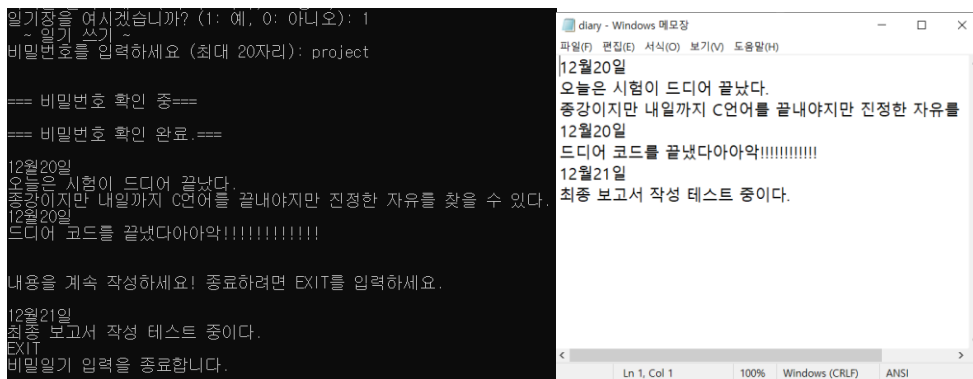 일기장을 여시겠습니까? (1: 예, 0: 아니오): 1
~ 일기 쓰기 ~
비밀번호를 입력하세요 (최대 20자리): project
=== 비밀번호 확인 중===
=== 비밀번호 확인 완료.===
12월20일
오늘은 시험이 드디어 끝났다.
종강이지만 내일까지 C언어를 끝내야지만 진정한 자유를 찾을 수 있다.
12월20일
드디어 코드를 끝냈다아아악!!!!!!!!!!!!
내용을 계속 작성하세요! 종료하려면 EXIT를 입력하세요.
12월21일
최종 보고서 작성 테스트 중이다.
EXIT
비밀일기 입력을 종료합니다.
diary - Windows 메모장
파일(F) 편집(E) 서식(O) 보기(V) 도움말(H)
12월20일
오늘은 시험이 드디어 끝났다.
종강이지만 내일까지 C언어를 끝내야지만 진정한 자유를
12월20일
드디어 코드를 끝냈다아아악!!!!!!!!!!!!
12월21일
최종 보고서 작성 테스트 중이다.
Ln 1, Col 1 100% Windows (CRLF) ANSI